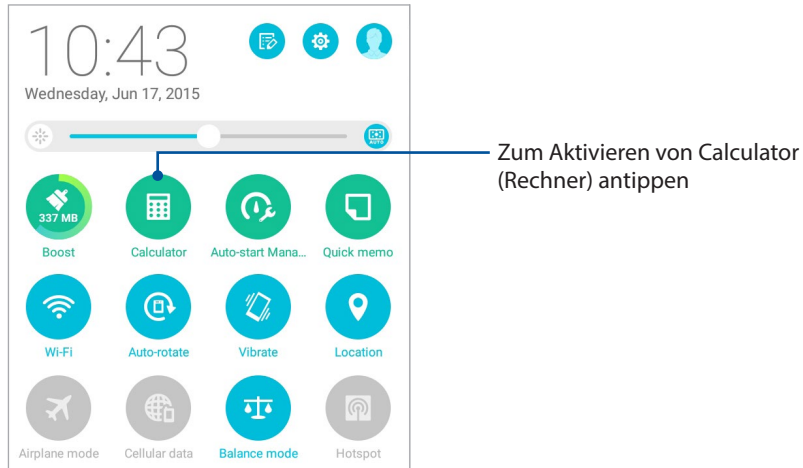 10:43
Wednesday, Jun 17, 2015
AUTO
Zum Aktivieren von Calculator
(Rechner) antippen
337 MB
Boost
Calculator
Auto-start Mana...
Quick memo
Wi-Fi
Auto-rotate
Vibrate
Location
Airplane mode
Cellular data
Balance mode
Hotspot